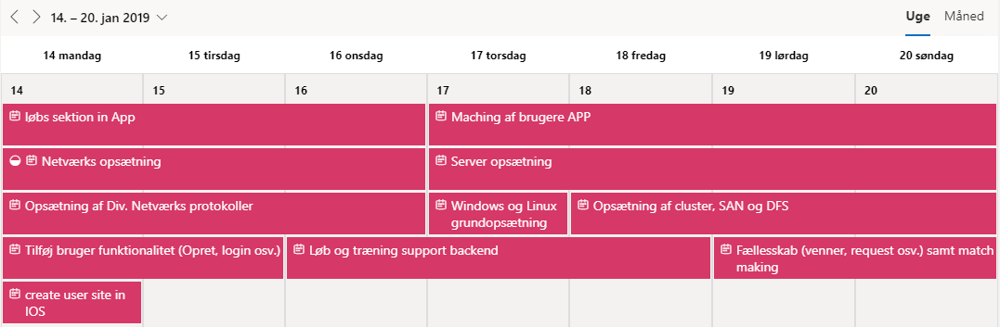 14. – 20. jan 2019
Uge Måned
14 mandag 15 tirsdag 16 onsdag 17 torsdag 18 fredag 19 lørdag 20 søndag
14 15 16 17 18 19 20
løbs sektion in App
Maching af brugere APP
Netværks opsætning
Server opsætning
Opsætning af Div. Netværks protokoller
Windows og Linux
grundopsætning
Opsætning af cluster, SAN og DFS
Tilføj bruger funktionalitet (Opret, login osv.)
Løb og træning support backend
Fællesskab (venner, request osv.) samt match
making
create user site in
IOS